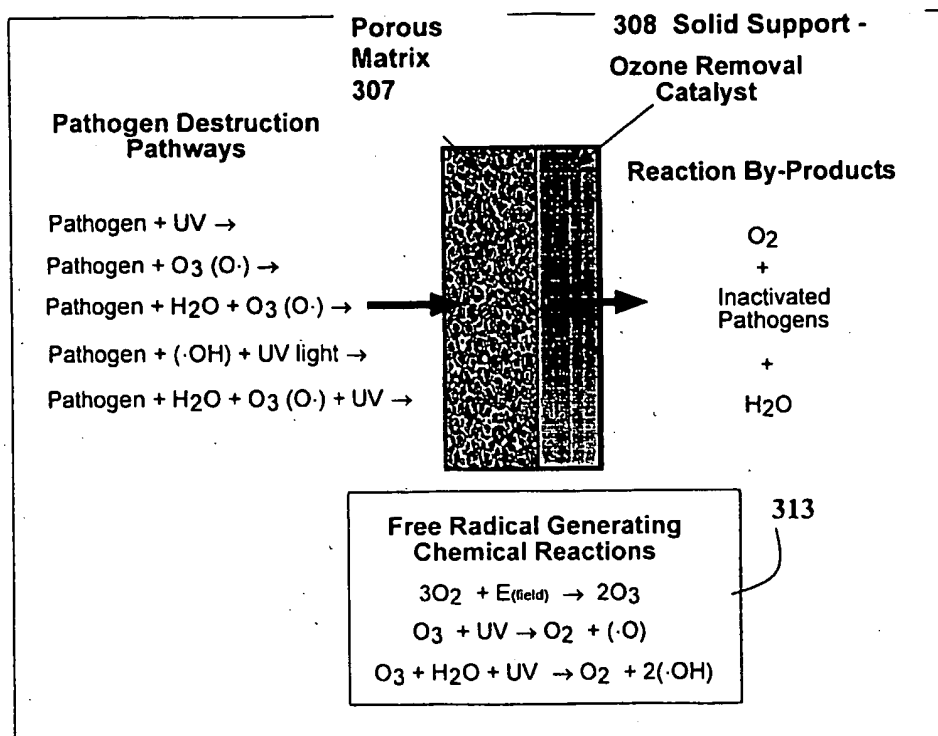 Porous
Matrix
307
308 Solid Support -
Ozone Removal
Catalyst
Pathogen Destruction
Pathways
Pathogen + UV →
Pathogen + O3 (O·) →
Pathogen + H2O + O3 (O·) →
Pathogen + (·OH) + UV light →
Pathogen + H2O + O3 (O·) + UV →
Reaction By-Products
O2
+
Inactivated
Pathogens
+
H2O
313
Free Radical Generating
Chemical Reactions
3O2 + E(field) → 2O3
O3 + UV → O2 + (·O)
O3 + H2O + UV → O2 + 2(·OH)